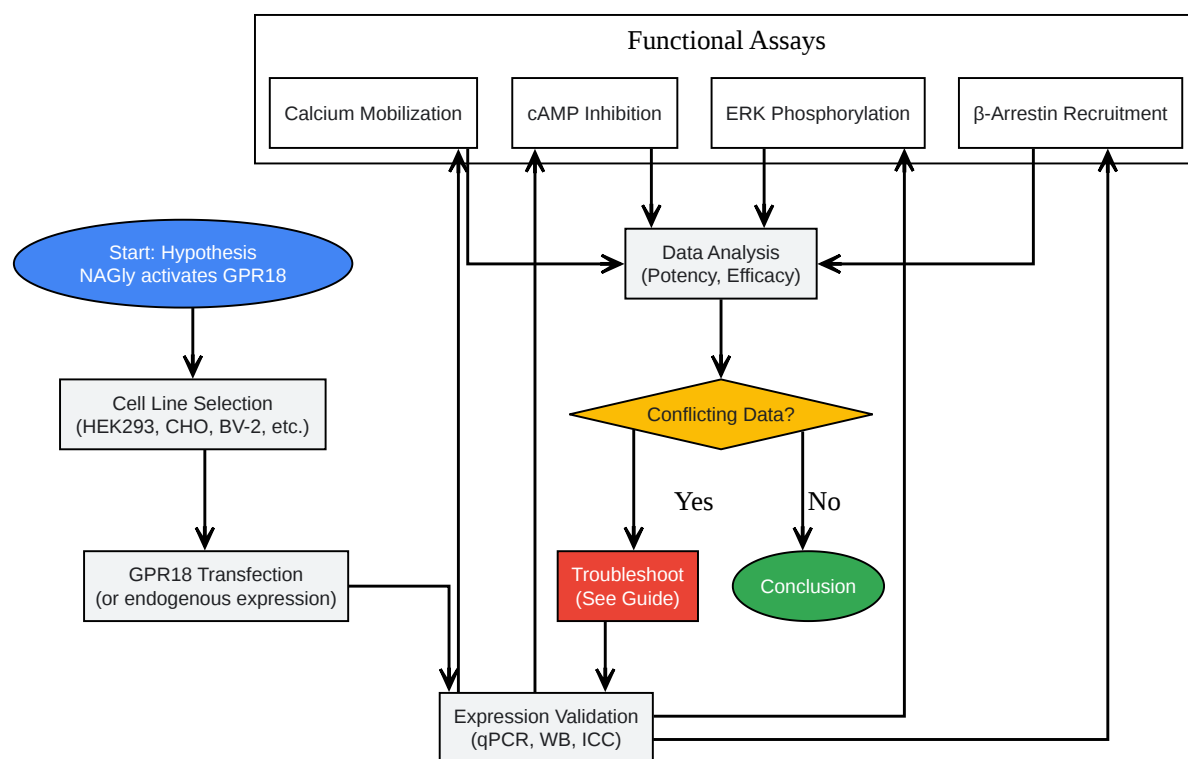 Functional Assays
Calcium Mobilization
cAMP Inhibition
ERK Phosphorylation
β-Arrestin Recruitment
Start: Hypothesis
NAGly activates GPR18
Data Analysis
(Potency, Efficacy)
Cell Line Selection
(HEK293, CHO, BV-2, etc.)
Conflicting Data?
Yes
No
GPR18 Transfection
(or endogenous expression)
Troubleshoot
(See Guide)
Conclusion
Expression Validation
(qPCR, WB, ICC)